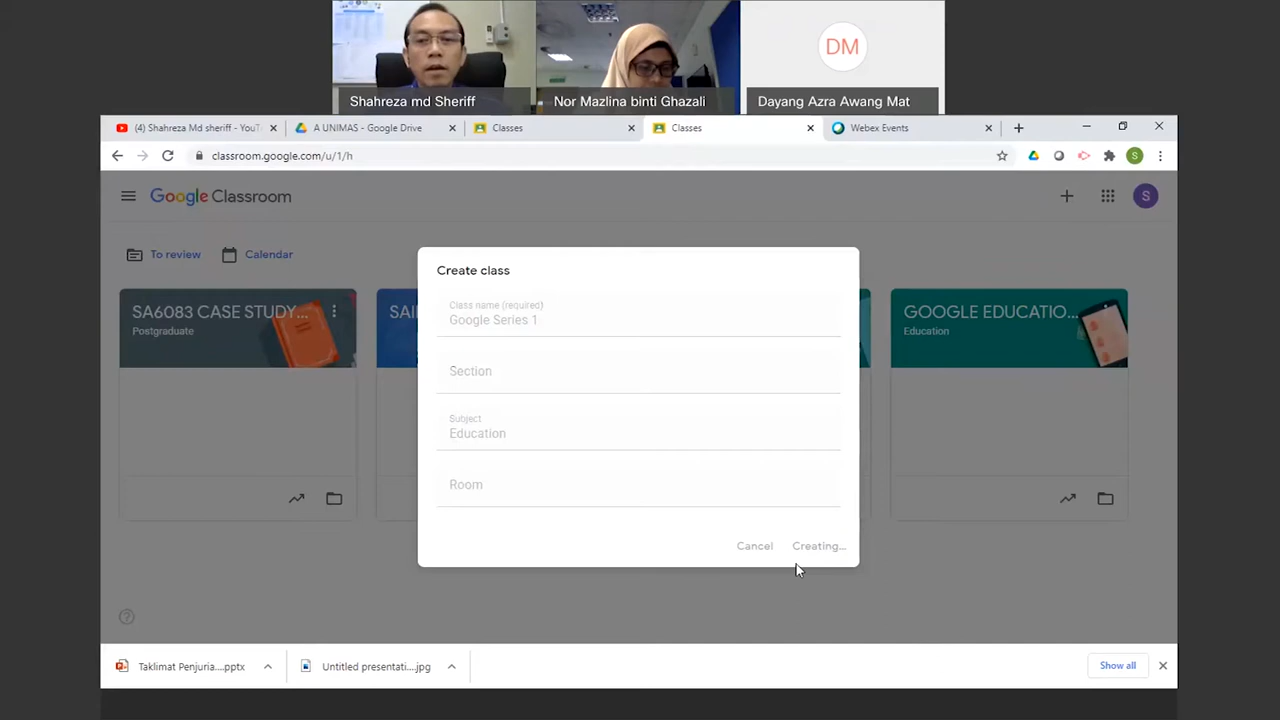 DM
Shahreza md Sheriff
Nor Mazlina binti Ghazali
Dayang Azra Awang Mat
(4) Shahreza Md sheriff - YouT
A UNIMAS - Google Drive
Classes
Classes
Webex Events
classroom.google.com/u/1/h
S
Google Classroom
S
To review
Calendar
SA6083 CASE STUDY...
Postgraduate
SAI
GOOGLE EDUCATIO...
Education
Create class
Class name (required)
Google Series 1
Section
Subject
Education
Room
Cancel
Creating...
Taklimat Penjuria....pptx
Untitled presentati....jpg
Show all